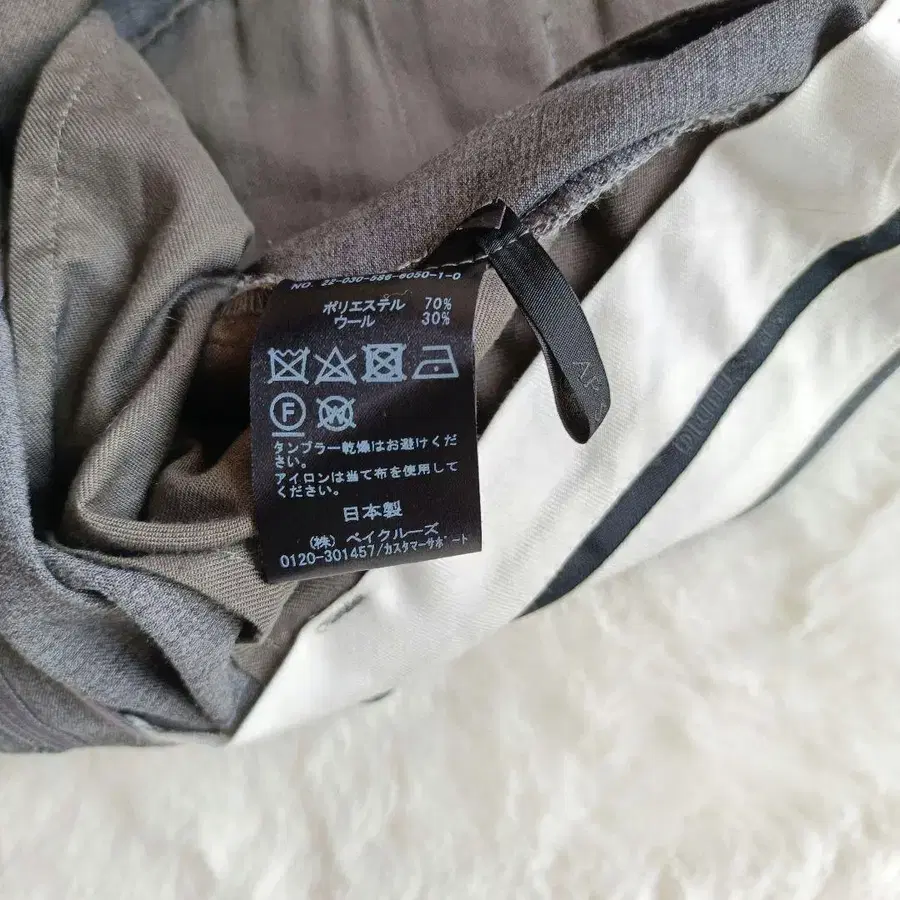 NO. 22-030-586-6050-1-0
ポリエステル 70%
ウール 30%
F
W
タンブラー乾燥はお避けくだ
さい。
アイロンは当て布を使用して
ください。
日本製
(株) ベイクルーズ
0120-301457/カスタマーサポート